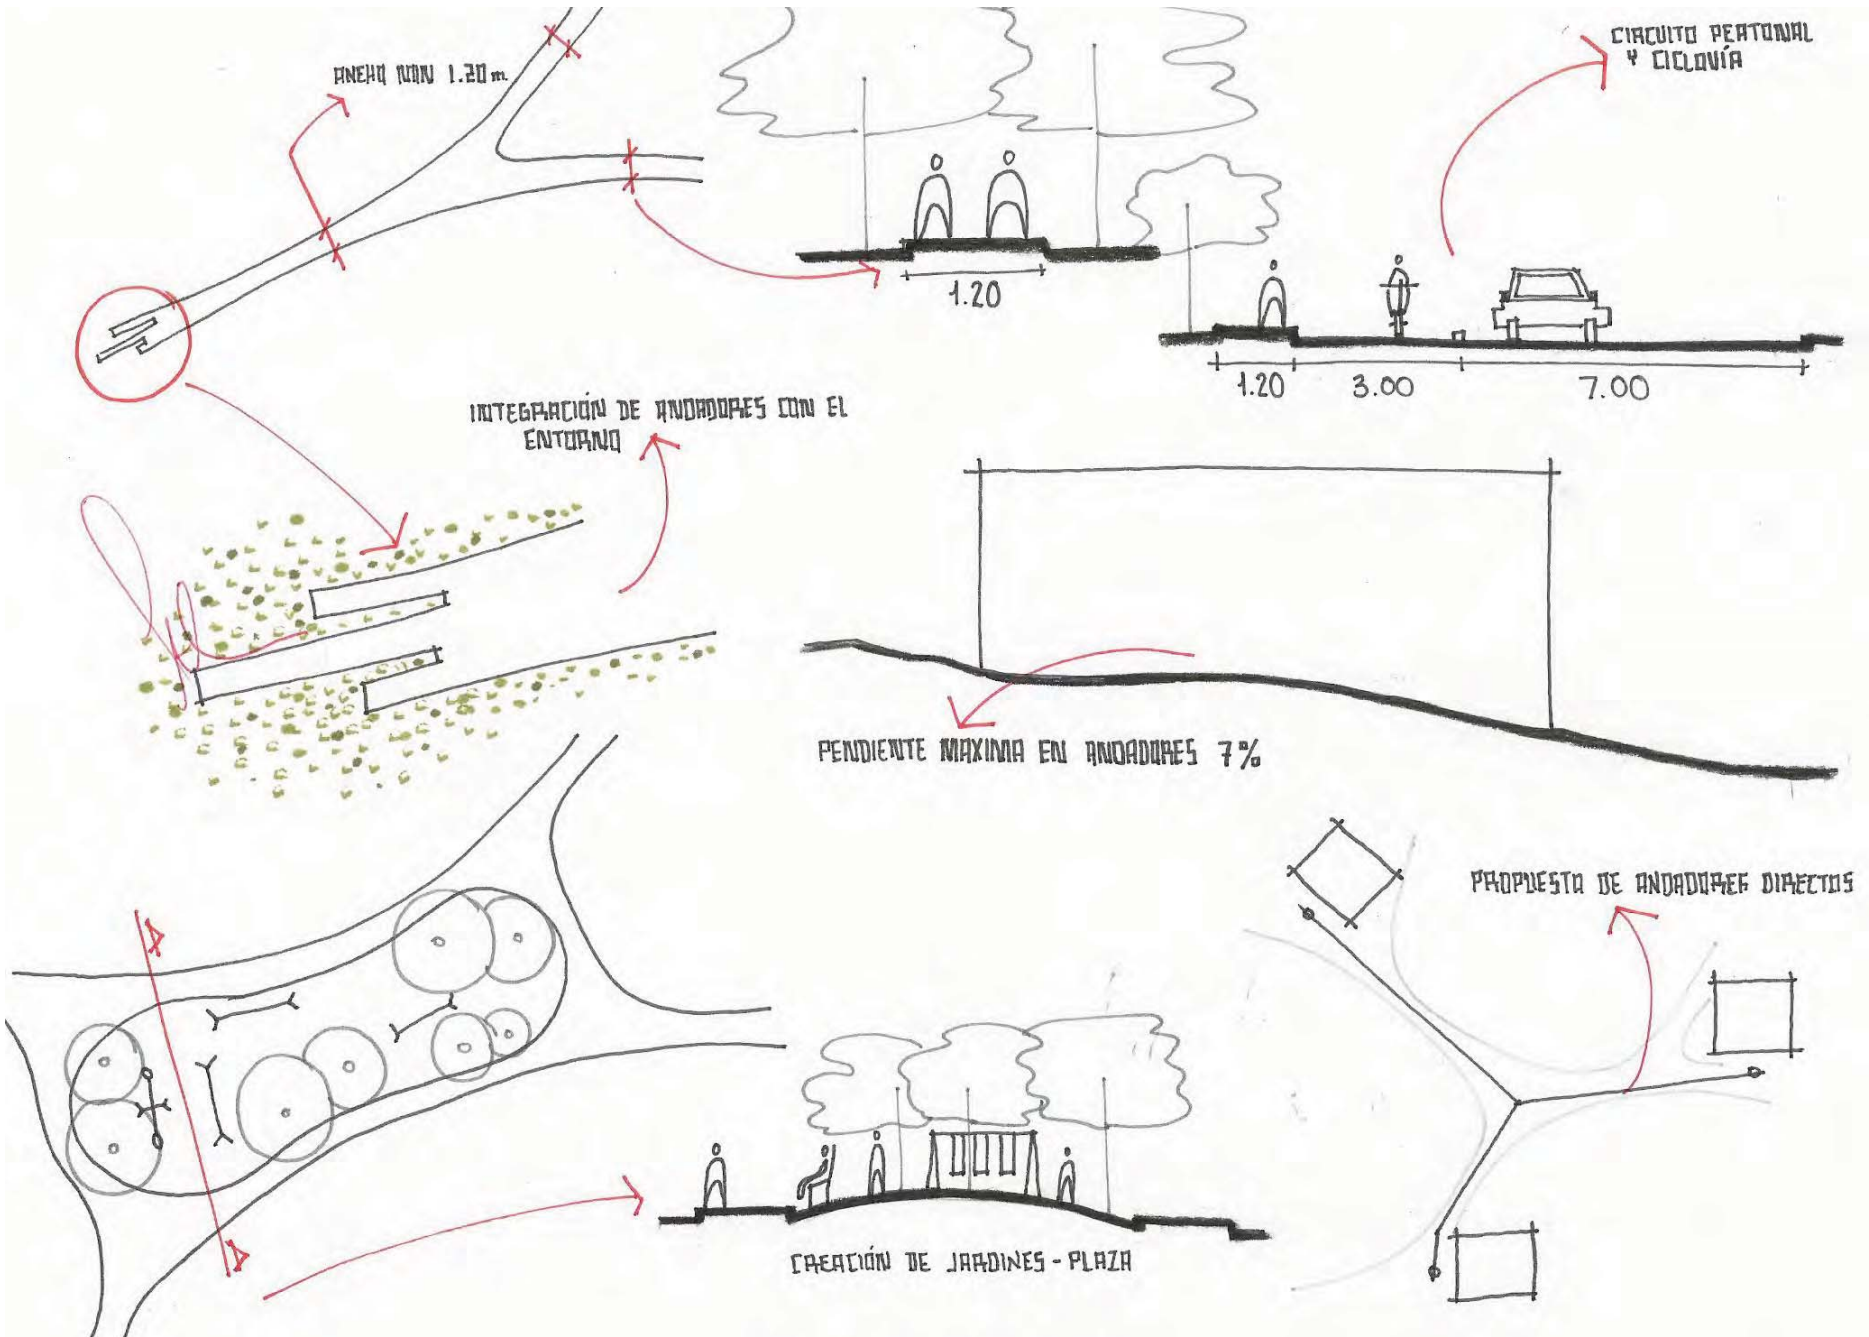 ANCHO MIN 1.20 m.
CIRCUITO PEATONAL
Y CICLOVÍA
1.20
1.20
3.00
7.00
INTEGRACIÓN DE ANDADORES CON EL
ENTORNO
PENDIENTE MAXIMA EN ANDADORES 7%
PROPUESTA DE ANDADORES DIRECTOS
A
A
CREACIÓN DE JARDINES - PLAZA